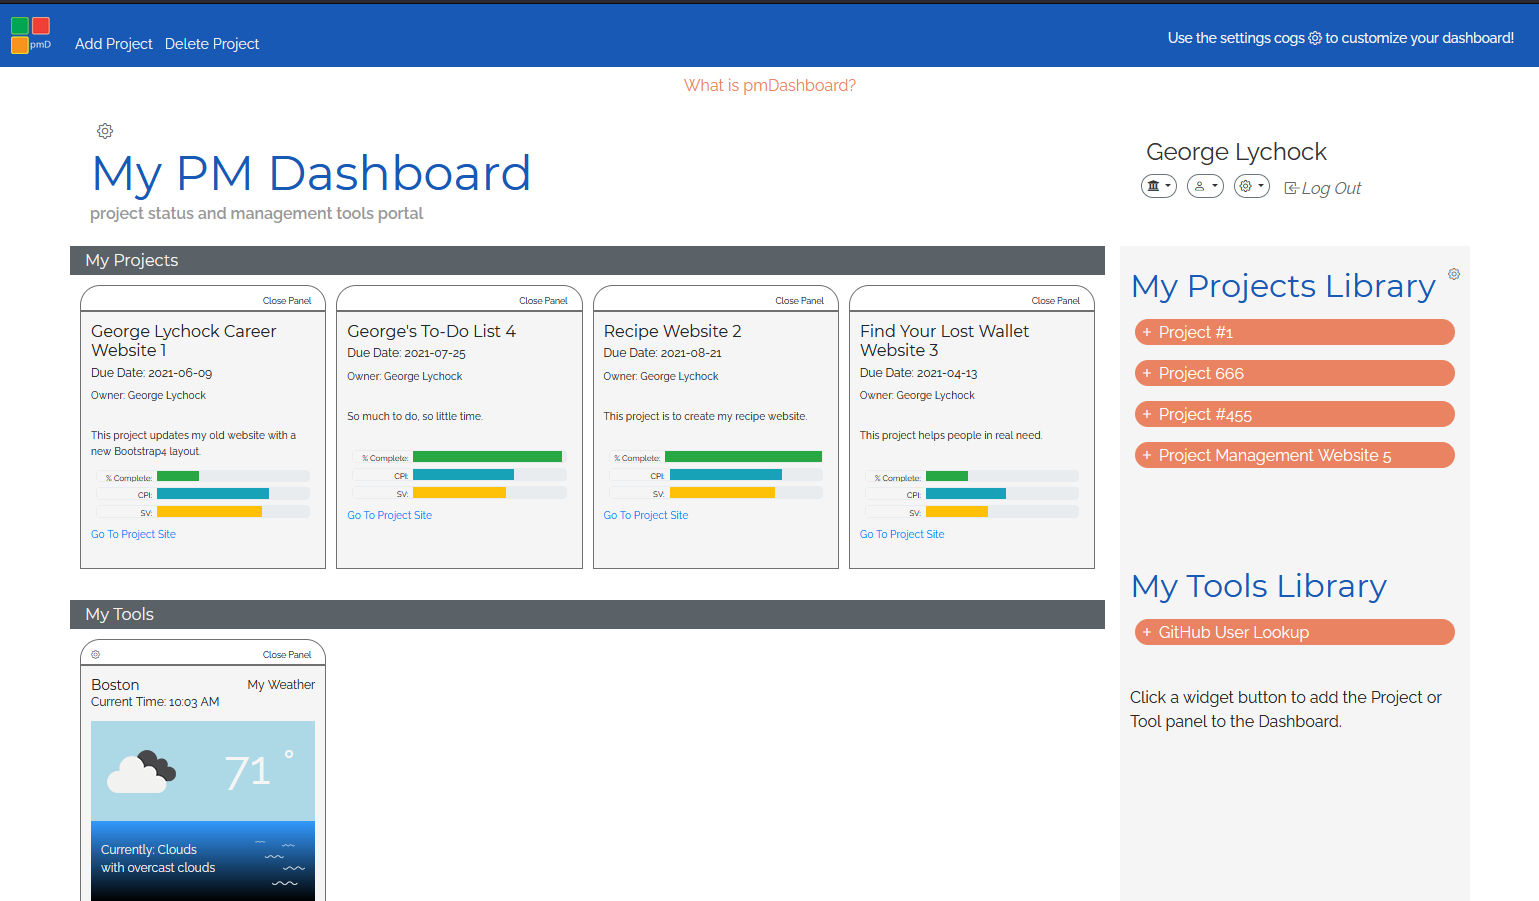 pmD
Add Project Delete Project
Use the settings cogs to customize your dashboard!
What is pmDashboard?
My PM Dashboard
project status and management tools portal
George Lychock
Log Out
My Projects
Close Panel
George Lychock Career
Website 1
Due Date: 2021-06-09
Owner: George Lychock
This project updates my old website with a
new Bootstrap4 layout.
% Complete:
CPI:
SV:
Go To Project Site
Close Panel
George's To-Do List 4
Due Date: 2021-07-25
Owner: George Lychock
So much to do, so little time.
% Complete:
CPI:
SV:
Go To Project Site
Close Panel
Recipe Website 2
Due Date: 2021-08-21
Owner: George Lychock
This project is to create my recipe website.
% Complete:
CPI:
SV:
Go To Project Site
Close Panel
Find Your Lost Wallet
Website 3
Due Date: 2021-04-13
Owner: George Lychock
This project helps people in real need.
% Complete:
CPI:
SV:
Go To Project Site
My Tools
Close Panel
Boston
My Weather
Current Time: 10:03 AM
71 °
Currently: Clouds
with overcast clouds
My Projects Library
+ Project #1
+ Project 666
+ Project #455
+ Project Management Website 5
My Tools Library
+ GitHub User Lookup
Click a widget button to add the Project or
Tool panel to the Dashboard.